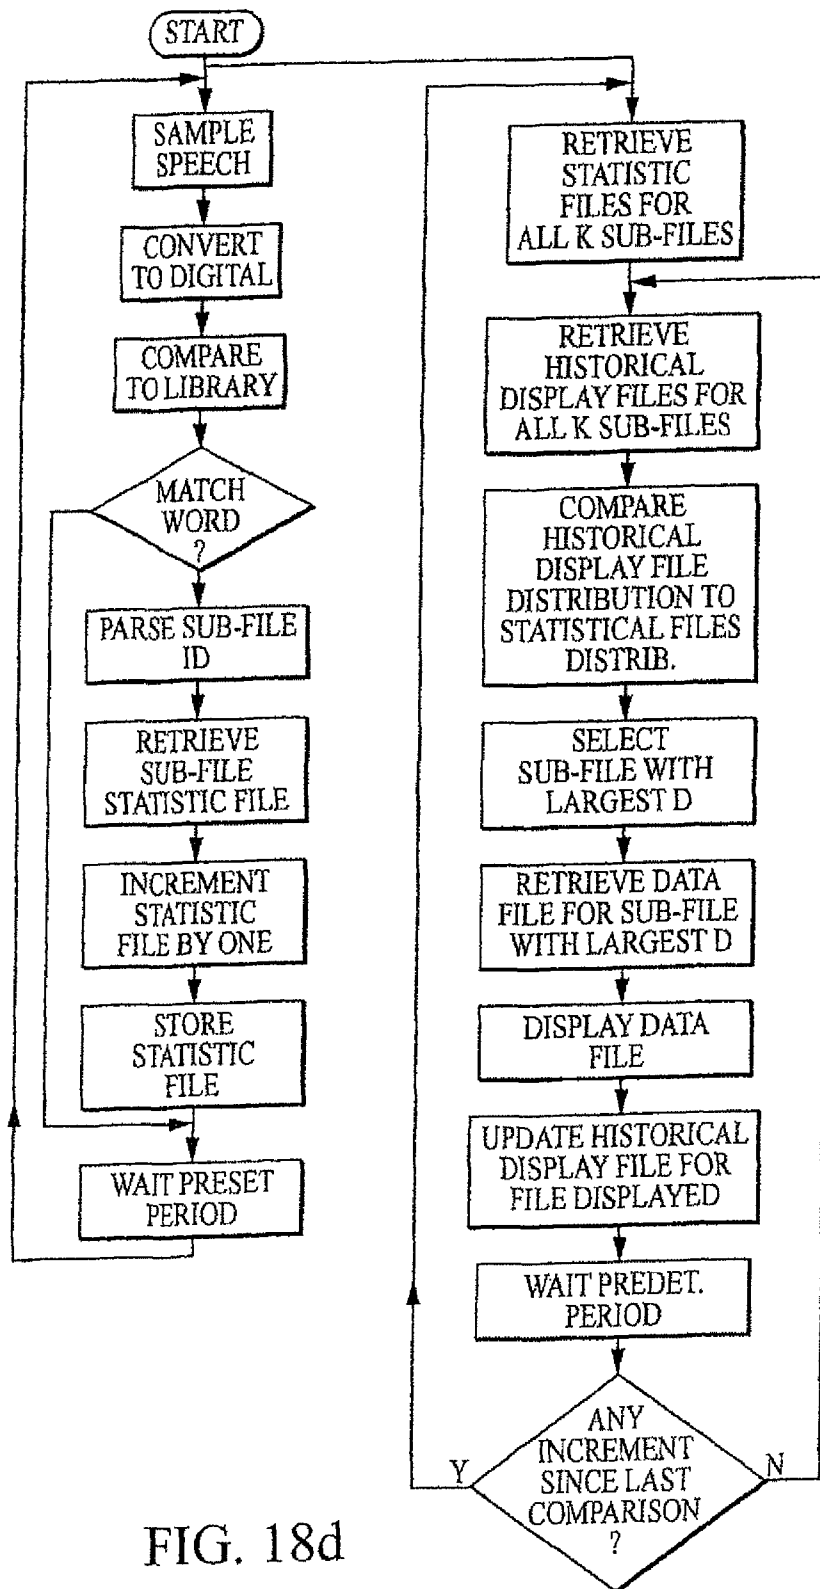 START
SAMPLE
SPEECH
CONVERT
TO DIGITAL
COMPARE
TO LIBRARY
MATCH
WORD
?
PARSE SUB-FILE
ID
RETRIEVE
SUB-FILE
STATISTIC FILE
INCREMENT
STATISTIC
FILE BY ONE
STORE
STATISTIC
FILE
WAIT PRESET
PERIOD
RETRIEVE
STATISTIC
FILES FOR
ALL K SUB-FILES
RETRIEVE
HISTORICAL
DISPLAY FILES FOR
ALL K SUB-FILES
COMPARE
HISTORICAL
DISPLAY FILE
DISTRIBUTION TO
STATISTICAL FILES
DISTRIB.
SELECT
SUB-FILE WITH
LARGEST D
RETRIEVE DATA
FILE FOR SUB-FILE
WITH LARGEST D
DISPLAY DATA
FILE
UPDATE HISTORICAL
DISPLAY FILE FOR
FILE DISPLAYED
WAIT PREDET.
PERIOD
ANY
INCREMENT
SINCE LAST
COMPARISON
?
Y
N
FIG. 18d